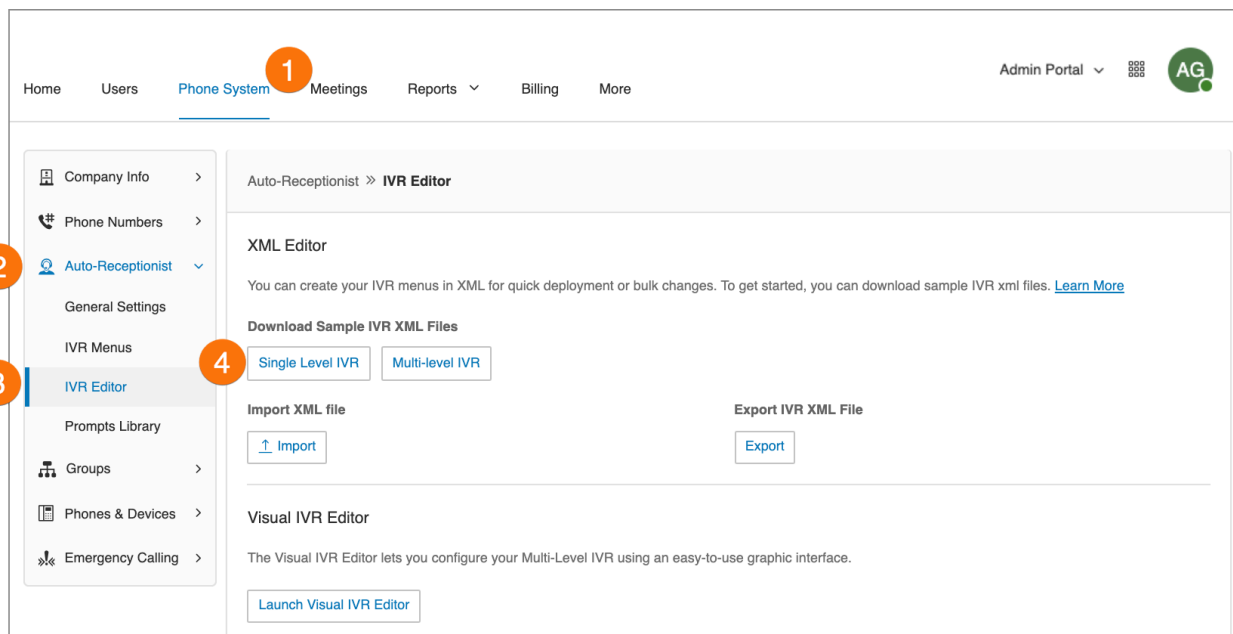 1
Admin Portal
AG
Home Users Phone System Meetings Reports Billing More
Company Info
Auto-Receptionist » IVR Editor
Phone Numbers
XML Editor
2
Auto-Receptionist
You can create your IVR menus in XML for quick deployment or bulk changes. To get started, you can download sample IVR xml files. Learn More
General Settings
Download Sample IVR XML Files
IVR Menus
4
Single Level IVR Multi-level IVR
3
IVR Editor
Import XML file Export IVR XML File
Prompts Library
Import Export
Groups
Phones & Devices
Visual IVR Editor
Emergency Calling
The Visual IVR Editor lets you configure your Multi-Level IVR using an easy-to-use graphic interface.
Launch Visual IVR Editor